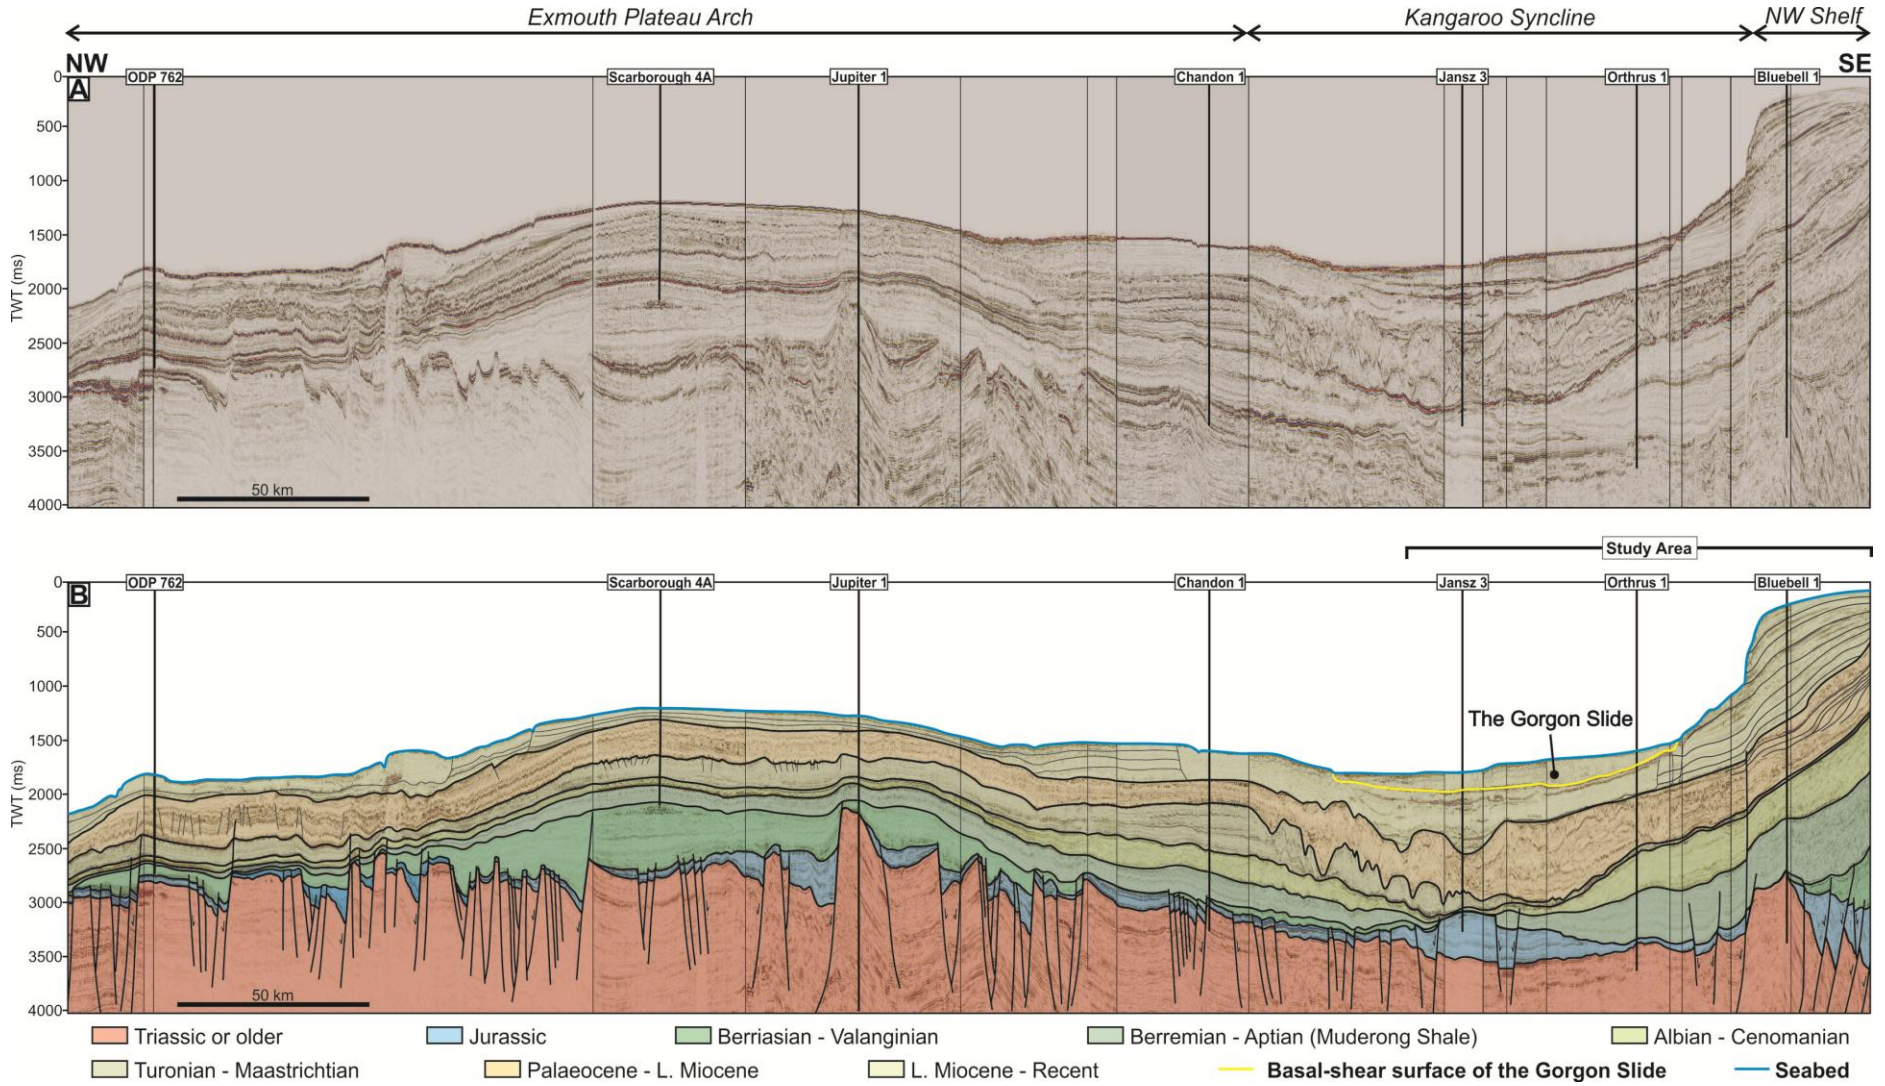 Exmouth Plateau Arch Kangaroo Syncline NW Shelf
NW SE
A
ODP 762 Scarborough 4A Jupiter 1 Chandon 1 Jansz 3 Orthrus 1 Bluebell 1
0
500
1000
1500
2000
2500
3000
3500
4000
TWT (ms)
50 km
Study Area
B
ODP 762 Scarborough 4A Jupiter 1 Chandon 1 Jansz 3 Orthrus 1 Bluebell 1
0
500
1000
1500
2000
2500
3000
3500
4000
TWT (ms)
The Gorgon Slide
50 km
Triassic or older Jurassic Berriasian - Valanginian Berremian - Aptian (Muderong Shale) Albian - Cenomanian
Turonian - Maastrichtian Palaeocene - L. Miocene L. Miocene - Recent Basal-shear surface of the Gorgon Slide Seabed